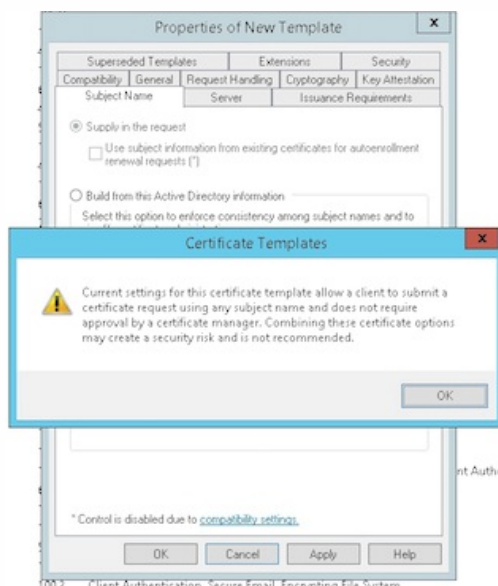 Properties of New Template
x
Superseded Templates Extensions Security
Compatibility General Request Handling Cryptography Key Attestation
Subject Name Server Issuance Requirements
Supply in the request
Use subject information from existing certificates for autoenrollment
renewal requests (*)
Build from this Active Directory information
Select this option to enforce consistency among subject names and to
Certificate Templates
x
Current settings for this certificate template allow a client to submit a
certificate request using any subject name and does not require
approval by a certificate manager. Combining these certificate options
may create a security risk and is not recommended.
OK
* Control is disabled due to compatibility settings.
OK Cancel Apply Help
Client Authentication, Secure Email, Encrypting File System